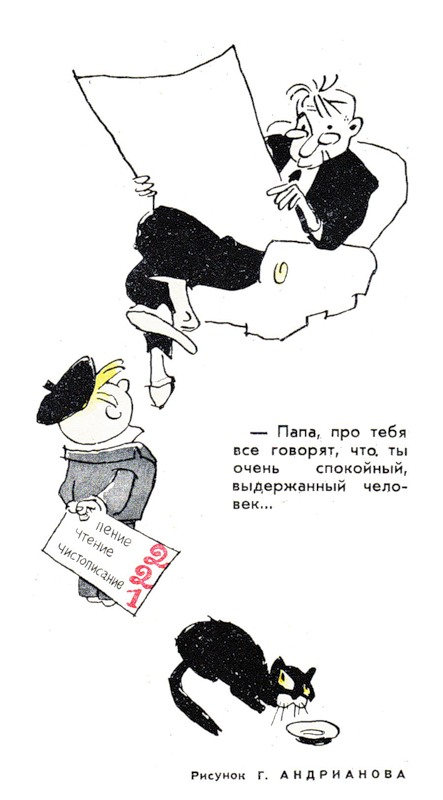 — Папа, про тебя
все говорят, что, ты
очень спокойный,
выдержанный чело-
век...
пение 2
чтение 2
чистописание 1
Рисунок Г. АНДРИАНОВА